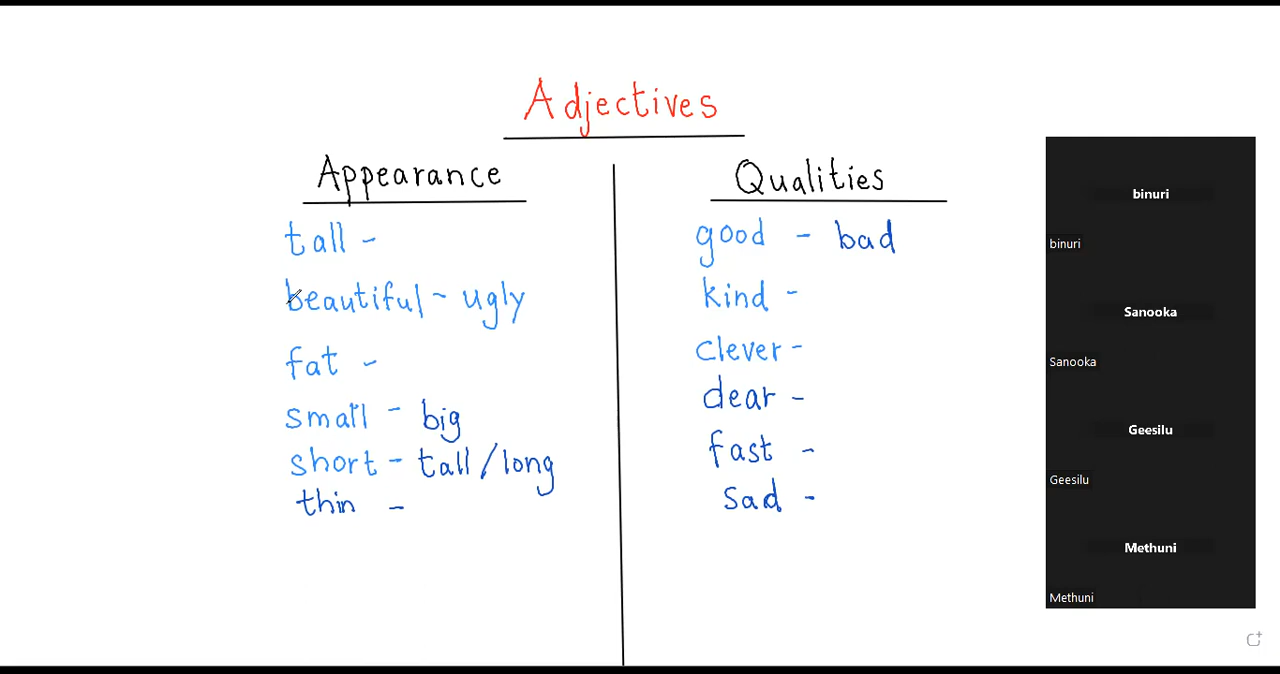 Adjectives
Appearance
tall -
beautiful - ugly
fat -
small - big
short - tall / long
thin -
Qualities
good - bad
kind -
clever -
dear -
fast -
sad -
binuri
binuri
Sanooka
Sanooka
Geesilu
Geesilu
Methuni
Methuni